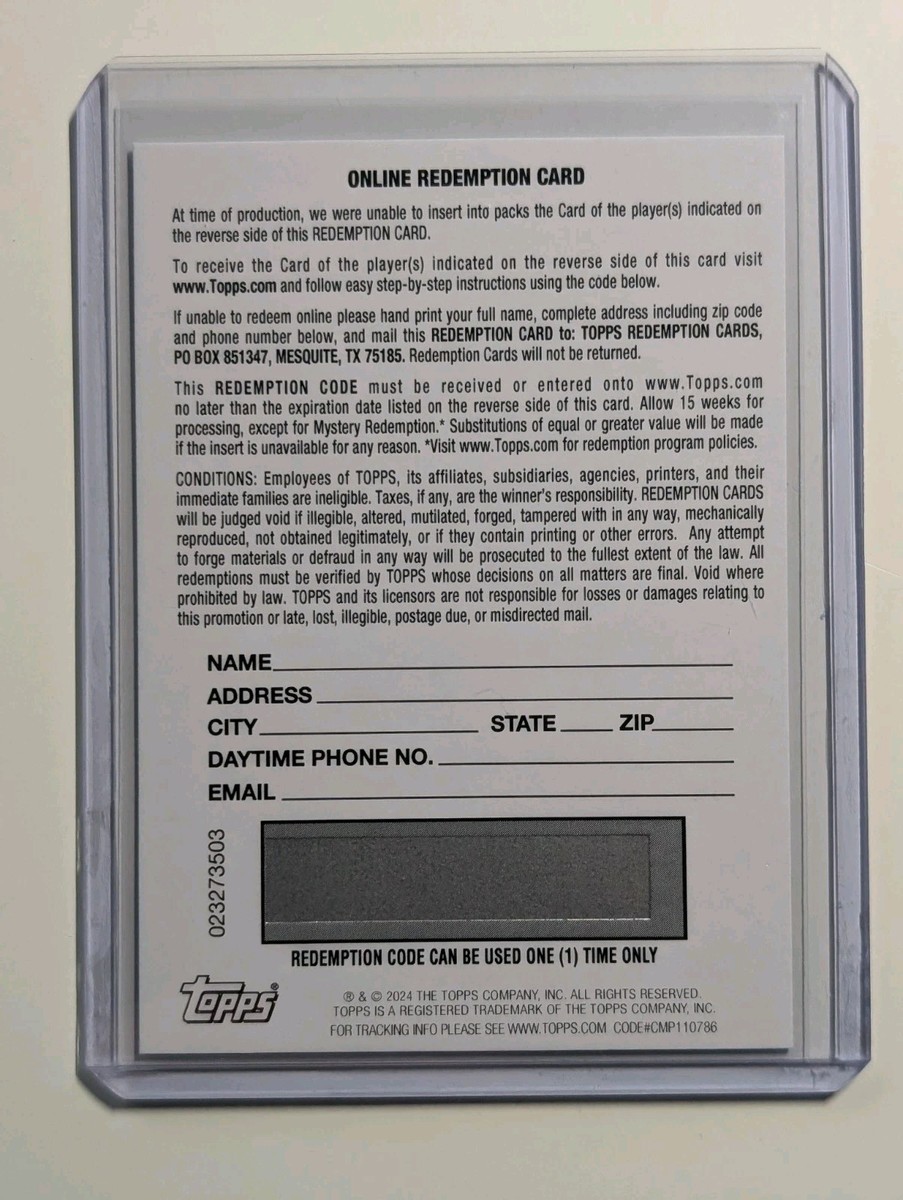 ONLINE REDEMPTION CARD
At time of production, we were unable to insert into packs the Card of the player(s) indicated on
the reverse side of this REDEMPTION CARD.
To receive the Card of the player(s) indicated on the reverse side of this card visit
www.Topps.com and follow easy step-by-step instructions using the code below.
If unable to redeem online please hand print your full name, complete address including zip code
and phone number below, and mail this REDEMPTION CARD to: TOPPS REDEMPTION CARDS,
PO BOX 851347, MESQUITE, TX 75185. Redemption Cards will not be returned.
This REDEMPTION CODE must be received or entered onto www.Topps.com
no later than the expiration date listed on the reverse side of this card. Allow 15 weeks for
processing, except for Mystery Redemption.* Substitutions of equal or greater value will be made
if the insert is unavailable for any reason. *Visit www.Topps.com for redemption program policies.
CONDITIONS: Employees of TOPPS, its affiliates, subsidiaries, agencies, printers, and their
immediate families are ineligible. Taxes, if any, are the winner's responsibility. REDEMPTION CARDS
will be judged void if illegible, altered, mutilated, forged, tampered with in any way, mechanically
reproduced, not obtained legitimately, or if they contain printing or other errors. Any attempt
to forge materials or defraud in any way will be prosecuted to the fullest extent of the law. All
redemptions must be verified by TOPPS whose decisions on all matters are final. Void where
prohibited by law. TOPPS and its licensors are not responsible for losses or damages relating to
this promotion or late, lost, illegible, postage due, or misdirected mail.
NAME
ADDRESS
CITY STATE ZIP
DAYTIME PHONE NO.
EMAIL
023273503
REDEMPTION CODE CAN BE USED ONE (1) TIME ONLY
Topps®
® & © 2024 THE TOPPS COMPANY, INC. ALL RIGHTS RESERVED.
TOPPS IS A REGISTERED TRADEMARK OF THE TOPPS COMPANY, INC.
FOR TRACKING INFO PLEASE SEE WWW.TOPPS.COM CODE#CMP110786